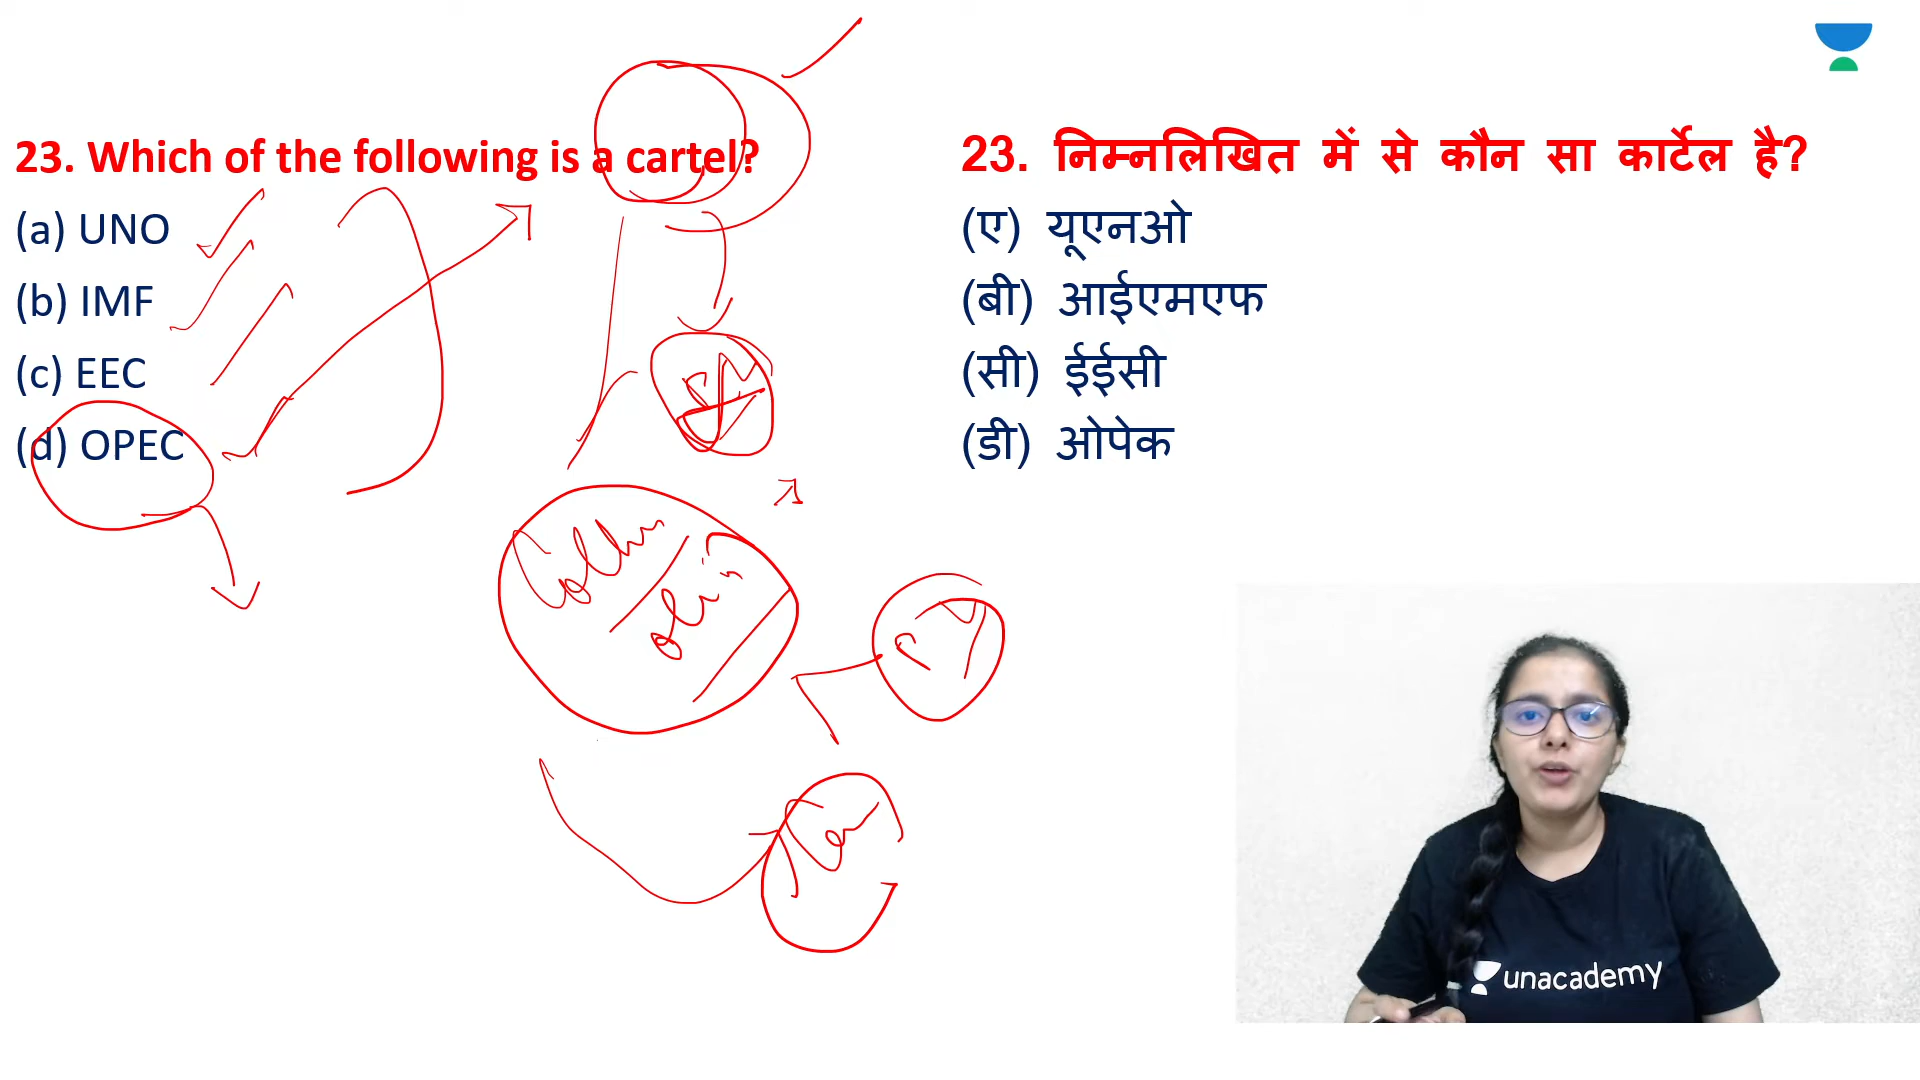 23. Which of the following is a cartel?
(a) UNO
(b) IMF
(c) EEC
(d) OPEC
23. निम्नलिखित में से कौन सा कार्टेल है?
(ए) यूएनओ
(बी) आईएमएफ
(सी) ईईसी
(डी) ओपेक
unacademy